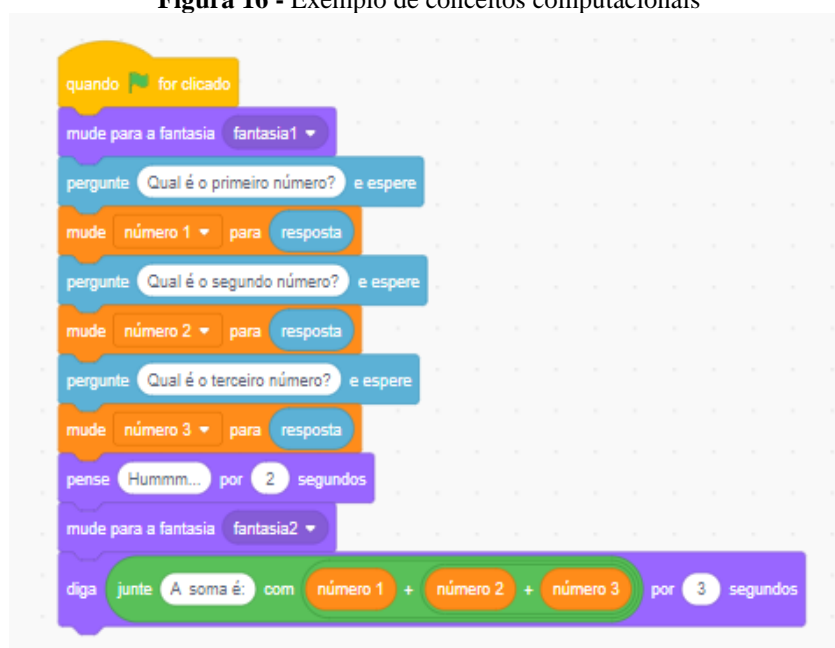 Figura 16 - Exemplo de conceitos computacionais
quando for clicado
mude para a fantasia fantasia1
pergunte Qual é o primeiro número? e espere
mude número 1 para resposta
pergunte Qual é o segundo número? e espere
mude número 2 para resposta
pergunte Qual é o terceiro número? e espere
mude número 3 para resposta
pense Hummm... por 2 segundos
mude para a fantasia fantasia2
diga junte A soma é: com número 1 + número 2 + número 3 por 3 segundos